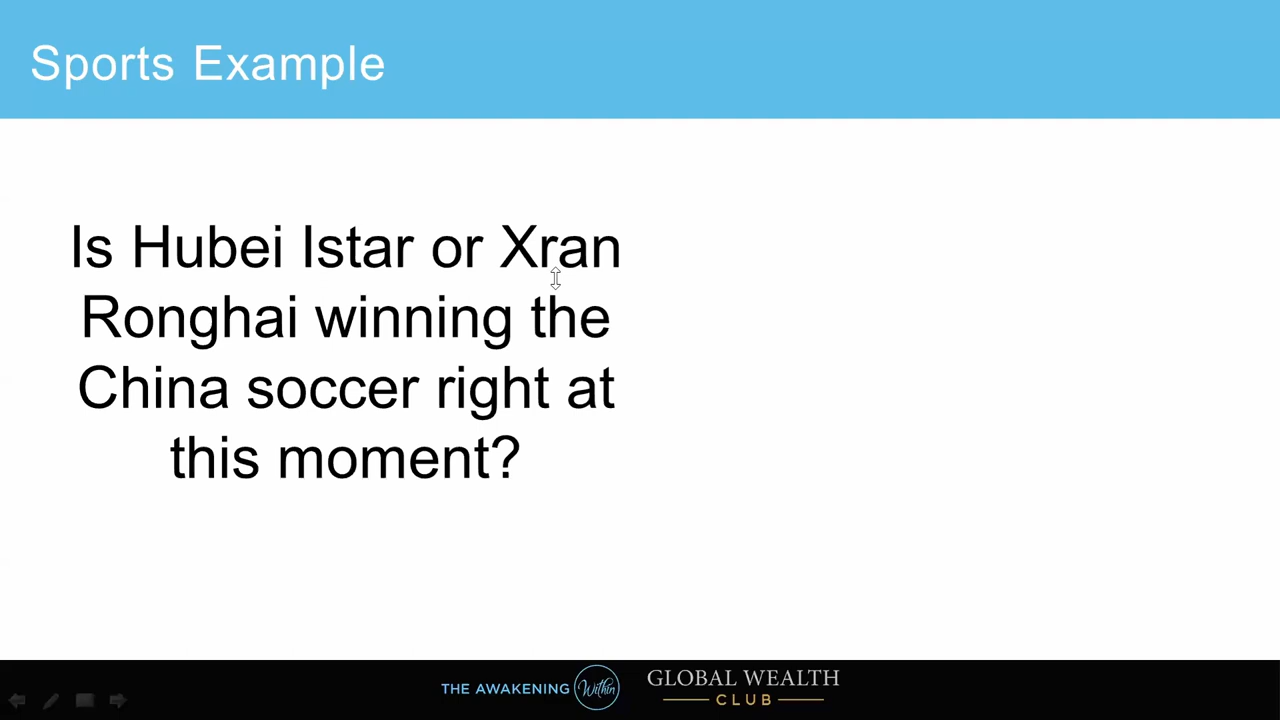 Sports Example
Is Hubei Istar or Xran
Ronghai winning the
China soccer right at
this moment?
THE AWAKENING Within
GLOBAL WEALTH
CLUB